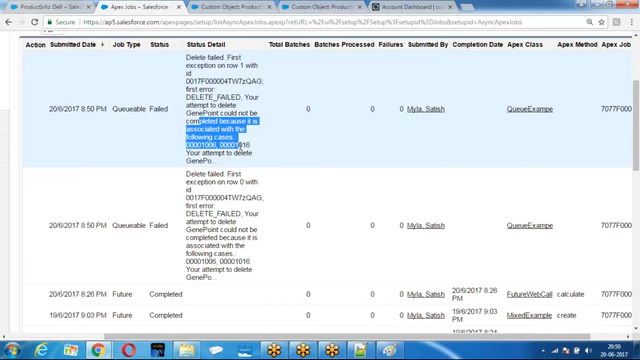 ProductInfo Dell – Salesforce
Apex Jobs ~ Salesforce
Custom Object: Product
Custom Object: Product
Account Dashboard | c
ap5.salesforce.com/apexpages/setup/listAsyncApexJobs.apexp?retURL=%2Fui%2Fsetup%2FSetup%3Fsetupid%3DJobs&setupid=AsyncApexJobs
Action Submitted Date Job Type Status Status Detail Total Batches Batches Processed Failures Submitted By Completion Date Apex Class Apex Method Apex Job
Delete failed. First
exception on row 1 with
id
0017F000004TW7zQAG;
first error:
DELETE_FAILED, Your
attempt to delete
GenePoint could not be
20/6/2017 8:50 PM Queueable Failed completed because it is 0 0 0 Myla, Satish QueueExampe 7077F000
associated with the
following cases.:
00001006, 00001016
Your attempt to delete
GenePo...
Delete failed. First
exception on row 0 with
id
0017F000004TW7zQAG;
first error:
DELETE_FAILED, Your
attempt to delete
20/6/2017 8:50 PM Queueable Failed GenePoint could not be 0 0 0 Myla, Satish QueueExampe 7077F000
completed because it is
associated with the
following cases.:
00001006, 00001016
Your attempt to delete
GenePo...
20/6/2017 8:26 PM Future Completed 0 0 0 Myla, Satish 20/6/2017 8:26 PM FutureWebCall calculate 7077F000
19/6/2017 9:03 PM Future Completed 0 0 0 Myla, Satish 19/6/2017 9:03 PM MixedExample create 7077F000
20:50
20-06-2017